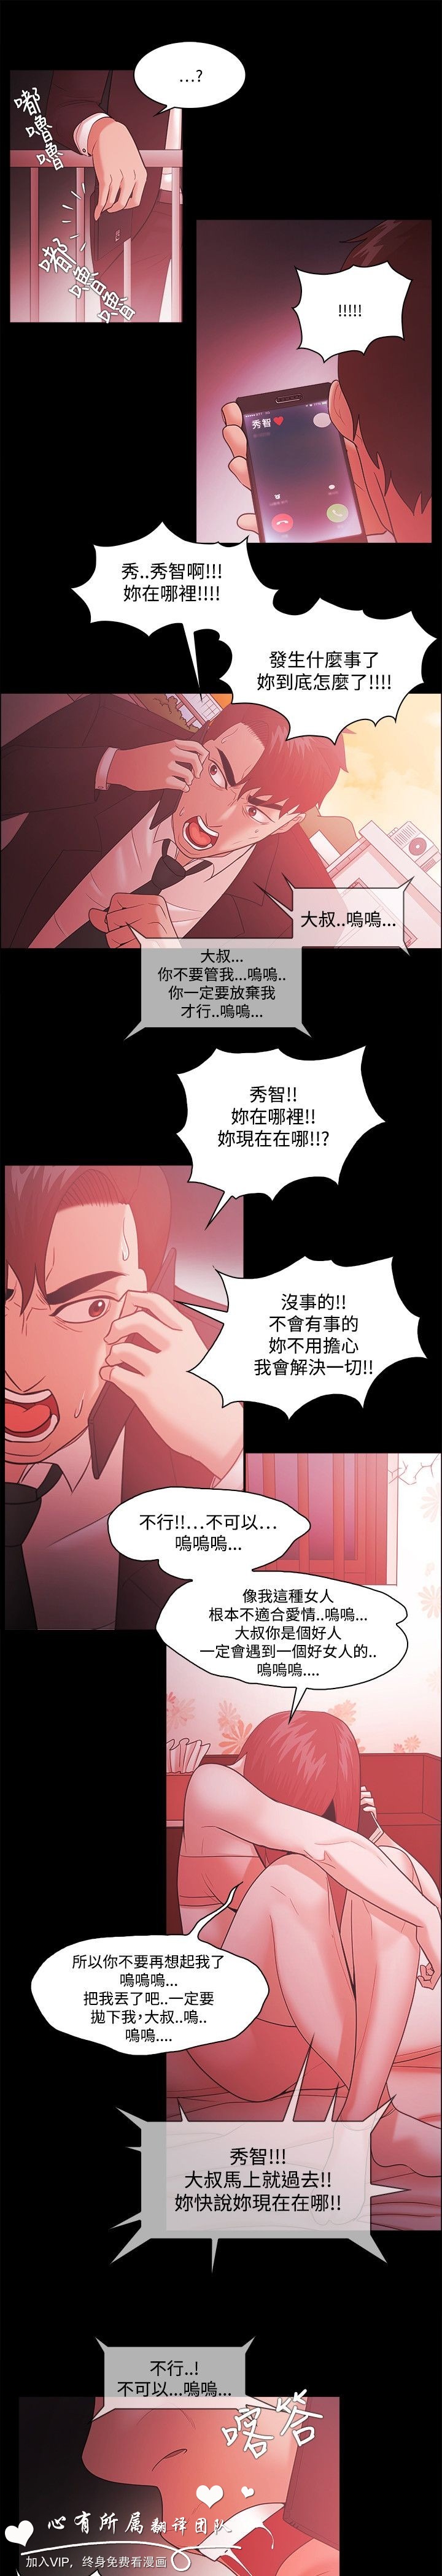 ...?
嘟
嚕
嚕
嘟
嚕
嚕
!!!!!
秀智❤
秀..秀智啊!!!
妳在哪裡!!!!
發生什麼事了
妳到底怎麼了!!!!
大叔..嗚嗚...
大叔...
你不要管我...嗚嗚..
你一定要放棄我
才行..嗚嗚...
秀智!!
妳在哪裡!!
妳現在在哪!!?
沒事的!!
不會有事的
妳不用擔心
我會解決一切!!
不行!!...不可以...
嗚嗚嗚...
像我這種女人
根本不適合愛情..嗚嗚...
大叔你是個好人
一定會遇到一個好女人的..
嗚嗚嗚....
所以你不要再想起我了
嗚嗚嗚...
把我丟了吧..一定要
拋下我,大叔..嗚..
嗚嗚....
秀智!!!
大叔馬上就過去!!
妳快說妳現在在哪!!
不行..!
不可以...嗚嗚...
喀答
心有所属翻译团队
加入VIP，终身免费看漫画